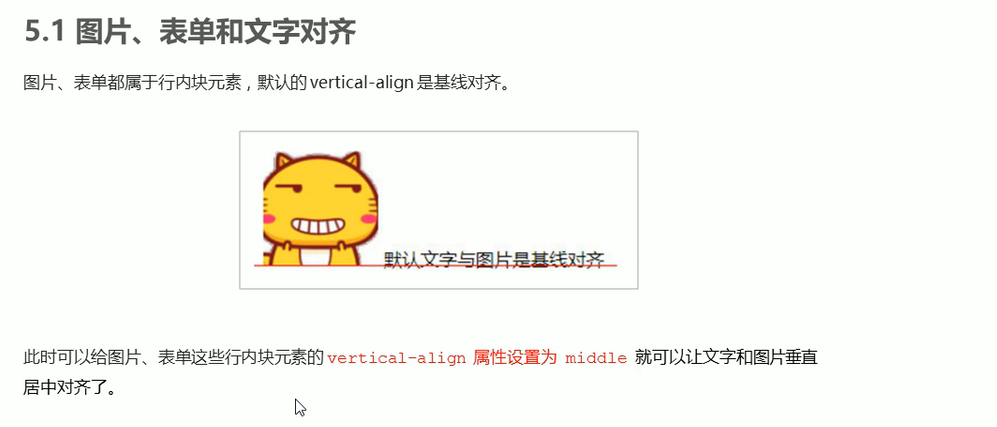 5.1 图片、表单和文字对齐
图片、表单都属于行内块元素，默认的 vertical-align 是基线对齐。
默认文字与图片是基线对齐
此时可以给图片、表单这些行内块元素的 vertical-align 属性设置为 middle 就可以让文字和图片垂直
居中对齐了。